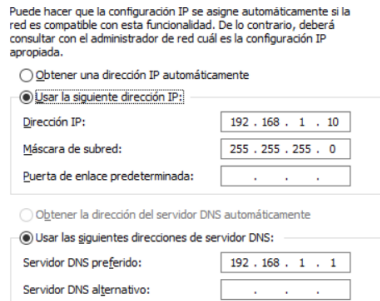 Puede hacer que la configuración IP se asigne automáticamente si la
red es compatible con esta funcionalidad. De lo contrario, deberá
consultar con el administrador de red cuál es la configuración IP
apropiada.
Obtener una dirección IP automáticamente
Usar la siguiente dirección IP:
Dirección IP: 192 . 168 . 1 . 10
Máscara de subred: 255 . 255 . 255 . 0
Puerta de enlace predeterminada: . . .
Obtener la dirección del servidor DNS automáticamente
Usar las siguientes direcciones de servidor DNS:
Servidor DNS preferido: 192 . 168 . 1 . 1
Servidor DNS alternativo: . . .